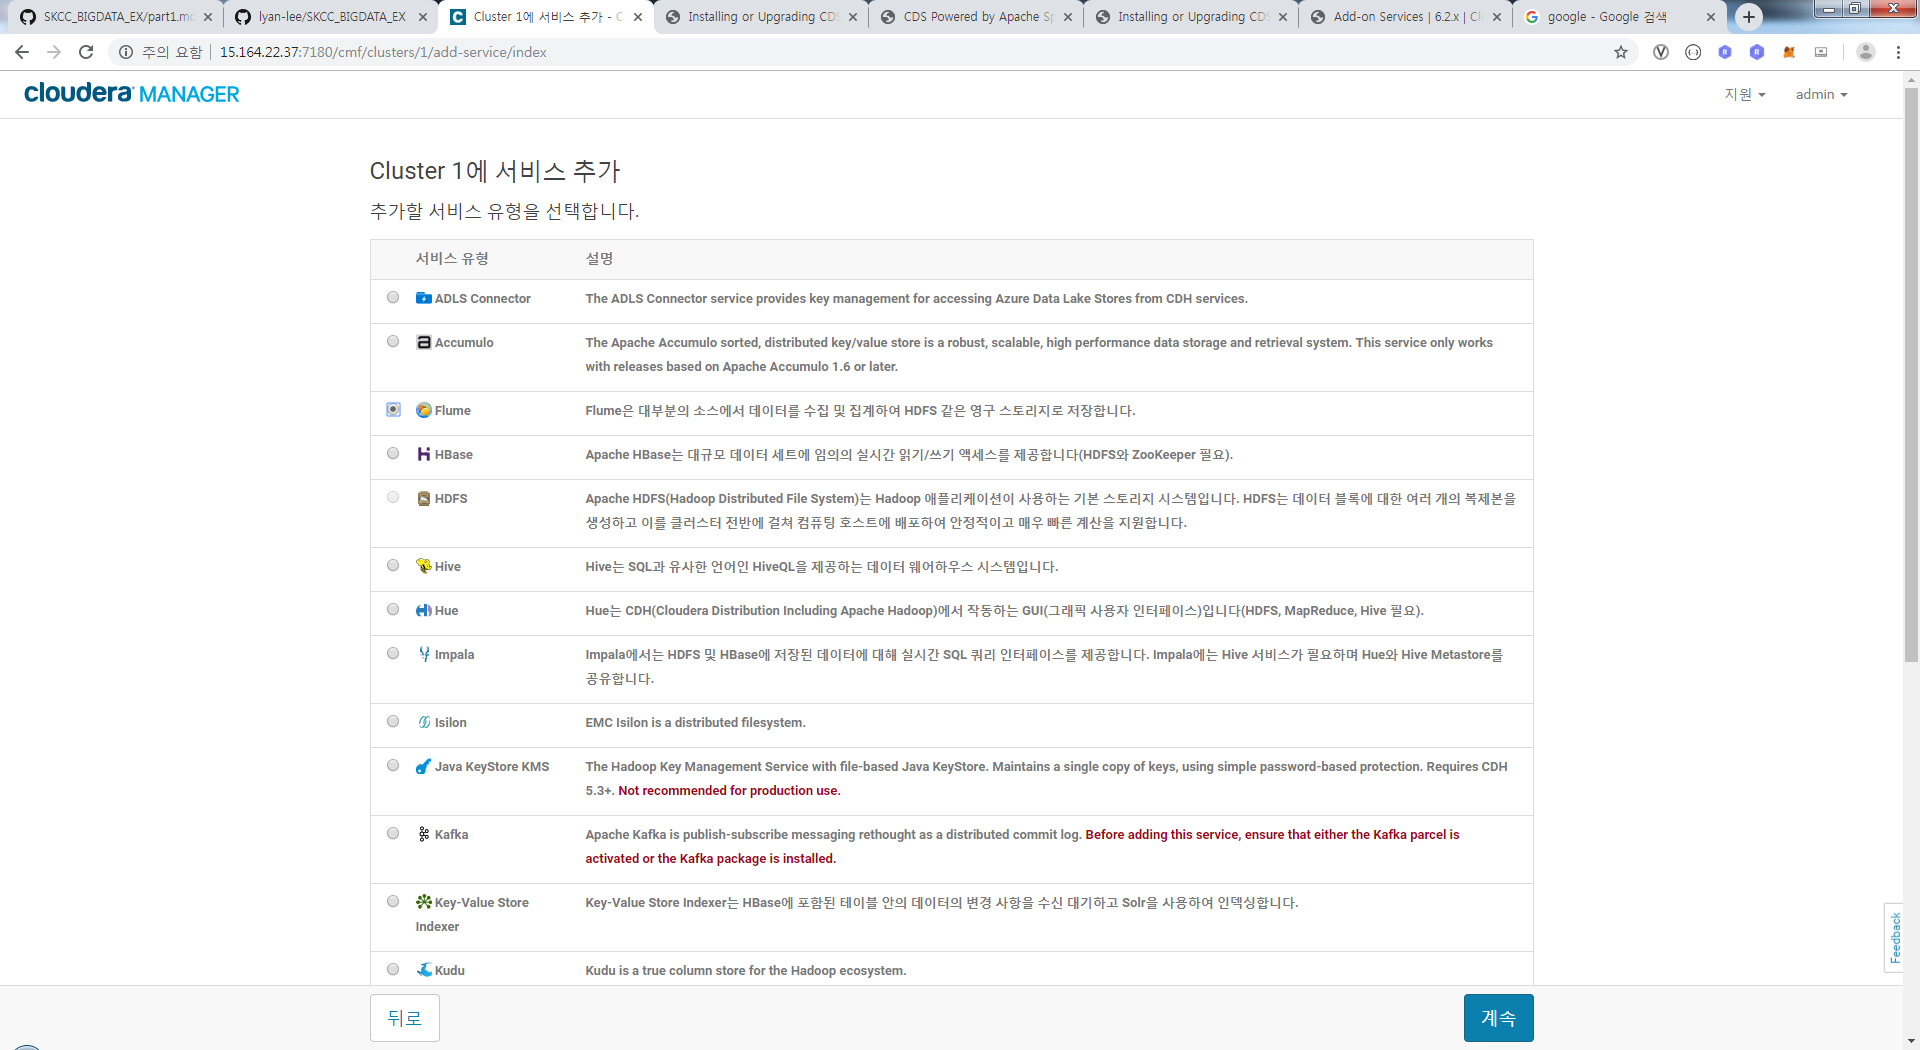 SKCC_BIGDATA_EX/part1.mc
lyan-lee/SKCC_BIGDATA_EX
Cluster 1에 서비스 추가 - C
Installing or Upgrading CDS
CDS Powered by Apache Sp
Installing or Upgrading CDS
Add-on Services | 6.2.x | Cl
google - Google 검색
주의 요함
15.164.22.37:7180/cmf/clusters/1/add-service/index
cloudera MANAGER
지원
admin
Cluster 1에 서비스 추가
추가할 서비스 유형을 선택합니다.
서비스 유형 설명
ADLS Connector The ADLS Connector service provides key management for accessing Azure Data Lake Stores from CDH services.
Accumulo The Apache Accumulo sorted, distributed key/value store is a robust, scalable, high performance data storage and retrieval system. This service only works
with releases based on Apache Accumulo 1.6 or later.
Flume Flume은 대부분의 소스에서 데이터를 수집 및 집계하여 HDFS 같은 영구 스토리지로 저장합니다.
HBase Apache HBase는 대규모 데이터 세트에 임의의 실시간 읽기/쓰기 액세스를 제공합니다(HDFS와 ZooKeeper 필요).
HDFS Apache HDFS(Hadoop Distributed File System)는 Hadoop 애플리케이션이 사용하는 기본 스토리지 시스템입니다. HDFS는 데이터 블록에 대한 여러 개의 복제본을
생성하고 이를 클러스터 전반에 걸쳐 컴퓨팅 호스트에 배포하여 안정적이고 매우 빠른 계산을 지원합니다.
Hive Hive는 SQL과 유사한 언어인 HiveQL을 제공하는 데이터 웨어하우스 시스템입니다.
Hue Hue는 CDH(Cloudera Distribution Including Apache Hadoop)에서 작동하는 GUI(그래픽 사용자 인터페이스)입니다(HDFS, MapReduce, Hive 필요).
Impala Impala에서는 HDFS 및 HBase에 저장된 데이터에 대해 실시간 SQL 쿼리 인터페이스를 제공합니다. Impala에는 Hive 서비스가 필요하며 Hue와 Hive Metastore를
공유합니다.
Isilon EMC Isilon is a distributed filesystem.
Java KeyStore KMS The Hadoop Key Management Service with file-based Java KeyStore. Maintains a single copy of keys, using simple password-based protection. Requires CDH
5.3+. Not recommended for production use.
Kafka Apache Kafka is publish-subscribe messaging rethought as a distributed commit log. Before adding this service, ensure that either the Kafka parcel is
activated or the Kafka package is installed.
Key-Value Store Key-Value Store Indexer는 HBase에 포함된 테이블 안의 데이터의 변경 사항을 수신 대기하고 Solr을 사용하여 인덱싱합니다.
Indexer
Kudu Kudu is a true column store for the Hadoop ecosystem.
Feedback
뒤로
계속